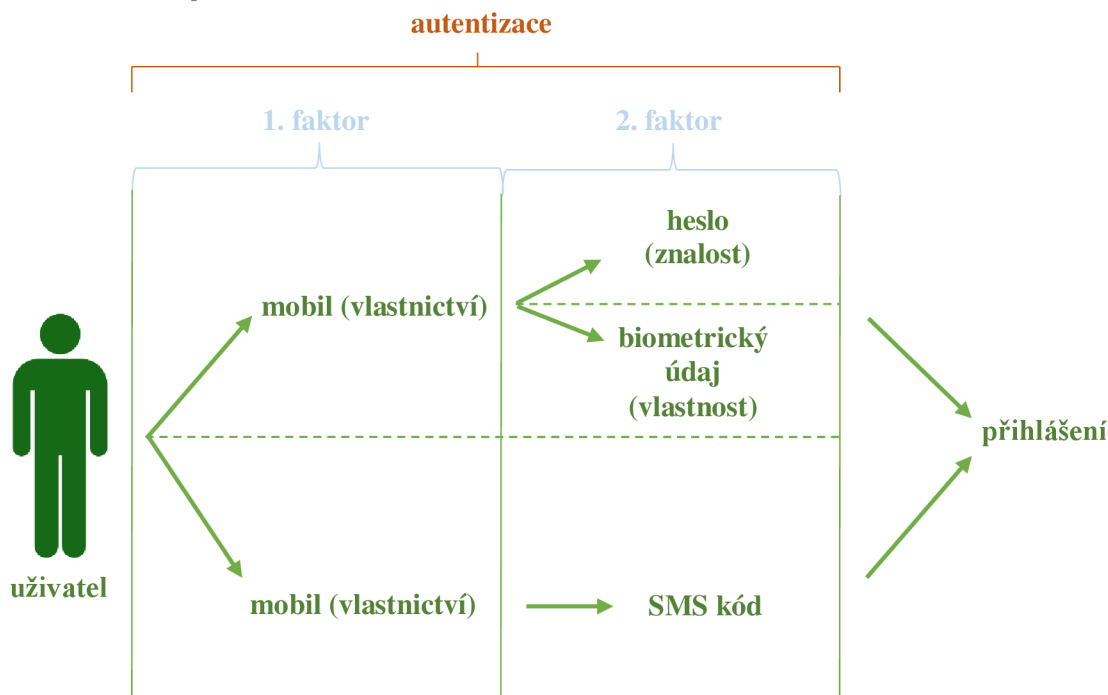 autentizace
1. faktor
2. faktor
heslo
(znalost)
mobil (vlastnictví)
biometrický
údaj
(vlastnost)
přihlášení
uživatel
mobil (vlastnictví)
SMS kód